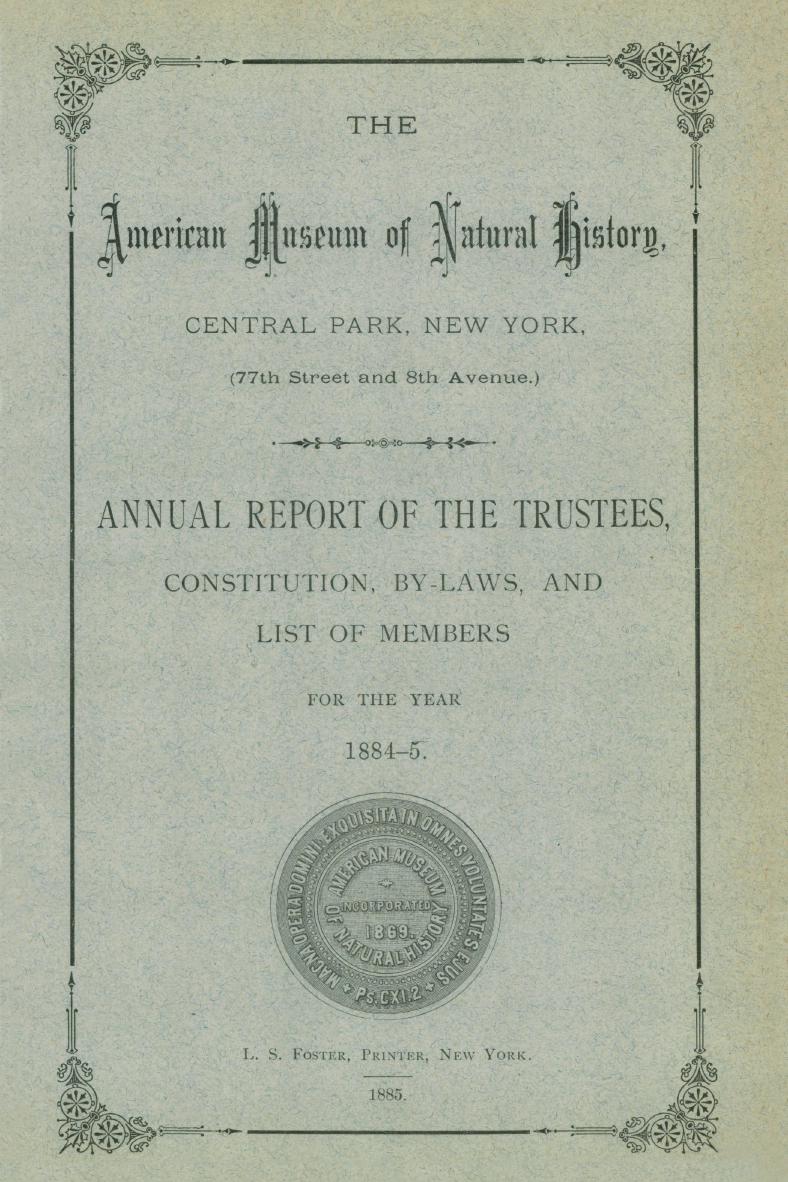 THE
American Museum of Natural History,
CENTRAL PARK, NEW YORK,
(77th Street and 8th Avenue.)
ANNUAL REPORT OF THE TRUSTEES,
CONSTITUTION, BY-LAWS, AND
LIST OF MEMBERS
FOR THE YEAR
1884–5.
MAGNA OPERA DOMINI EXQUISITA IN OMNES VOLUNTATES EJUS
Ps. CXI.2
AMERICAN MUSEUM
OF NATURAL HISTORY
INCORPORATED
1869.
L. S. FOSTER, PRINTER, NEW YORK.
1885.